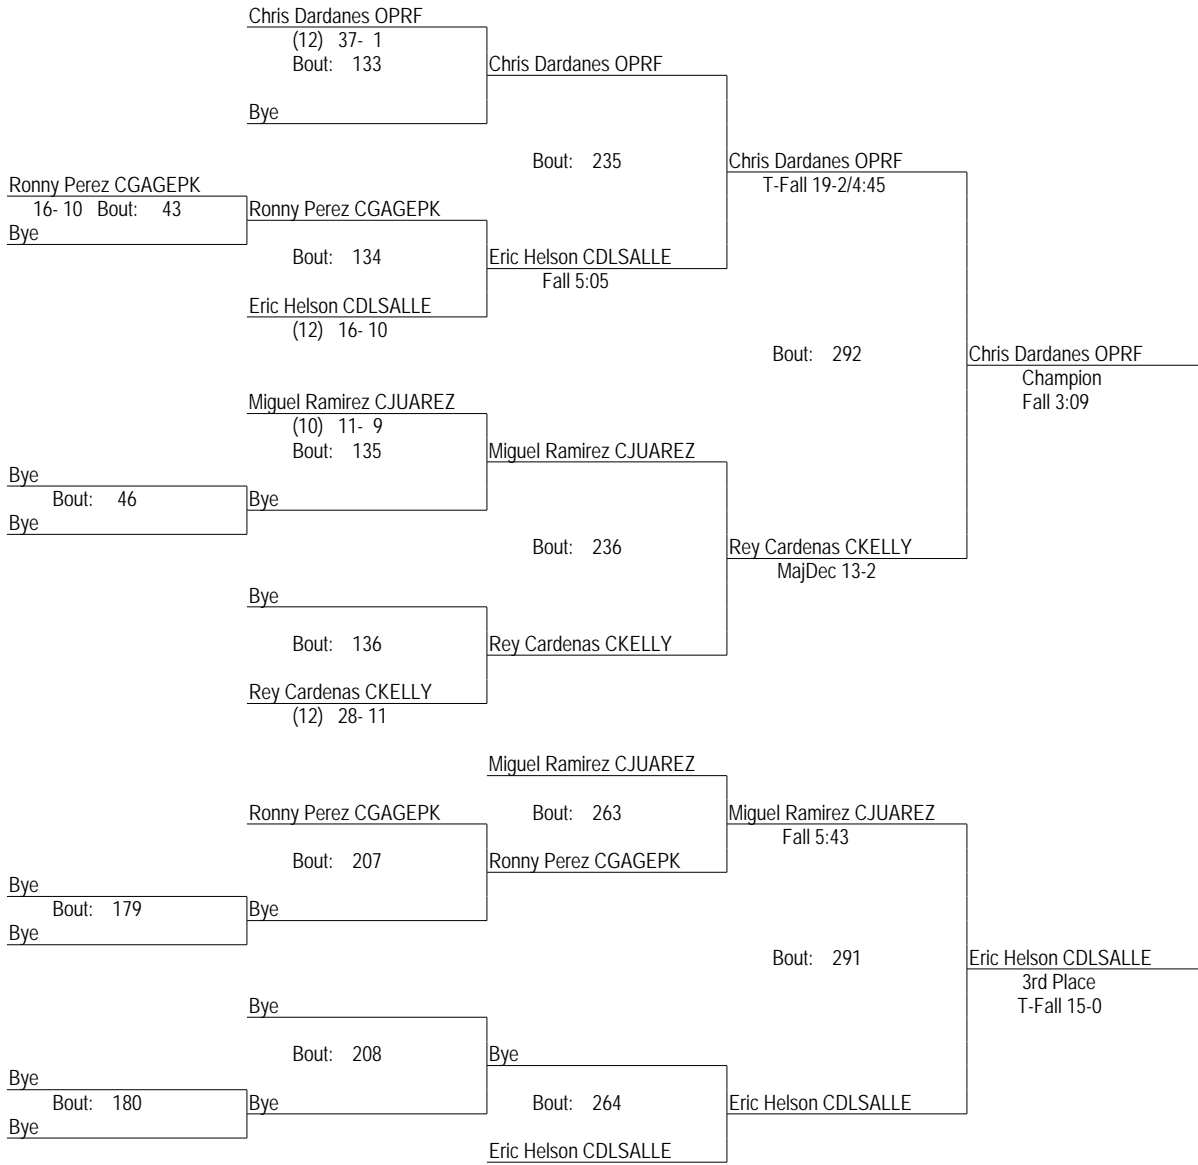 Chris Dardanes OPRF
(12) 37- 1
Bout: 133
Chris Dardanes OPRF
Bye
Bout: 235
Chris Dardanes OPRF
T-Fall 19-2/4:45
Ronny Perez CGAGEPK
16- 10 Bout: 43
Ronny Perez CGAGEPK
Bye
Bout: 134
Eric Helson CDLSALLE
Fall 5:05
Eric Helson CDLSALLE
(12) 16- 10
Bout: 292
Chris Dardanes OPRF
Champion
Fall 3:09
Miguel Ramirez CJUAREZ
(10) 11- 9
Bout: 135
Miguel Ramirez CJUAREZ
Bye
Bout: 46
Bye
Bye
Bout: 236
Rey Cardenas CKELLY
MajDec 13-2
Bye
Bout: 136
Rey Cardenas CKELLY
Rey Cardenas CKELLY
(12) 28- 11
Miguel Ramirez CJUAREZ
Ronny Perez CGAGEPK
Bout: 263
Miguel Ramirez CJUAREZ
Fall 5:43
Bout: 207
Ronny Perez CGAGEPK
Bye
Bout: 179
Bye
Bye
Bout: 291
Eric Helson CDLSALLE
3rd Place
T-Fall 15-0
Bye
Bout: 208
Bye
Bye
Bout: 180
Bye
Bye
Bout: 264
Eric Helson CDLSALLE
Eric Helson CDLSALLE